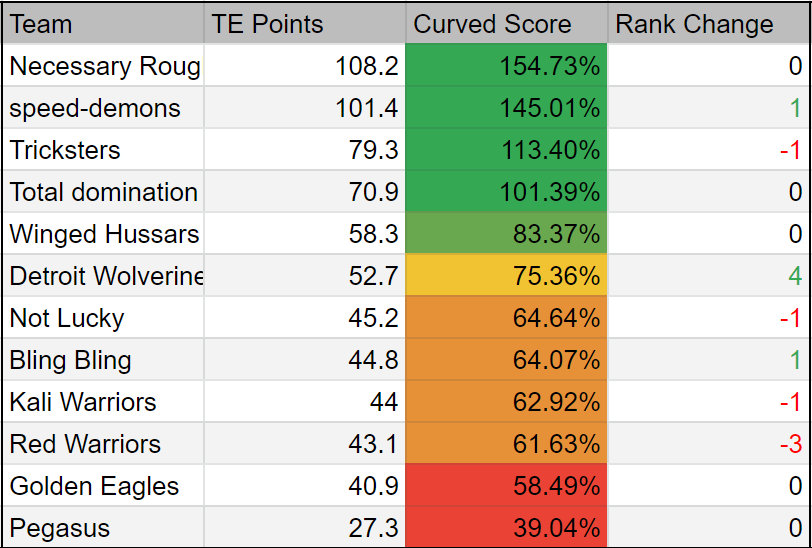 Team TE Points Curved Score Rank Change
Necessary Roug 108.2 154.73% 0
speed-demons 101.4 145.01% 1
Tricksters 79.3 113.40% -1
Total domination 70.9 101.39% 0
Winged Hussars 58.3 83.37% 0
Detroit Wolverine 52.7 75.36% 4
Not Lucky 45.2 64.64% -1
Bling Bling 44.8 64.07% 1
Kali Warriors 44 62.92% -1
Red Warriors 43.1 61.63% -3
Golden Eagles 40.9 58.49% 0
Pegasus 27.3 39.04% 0